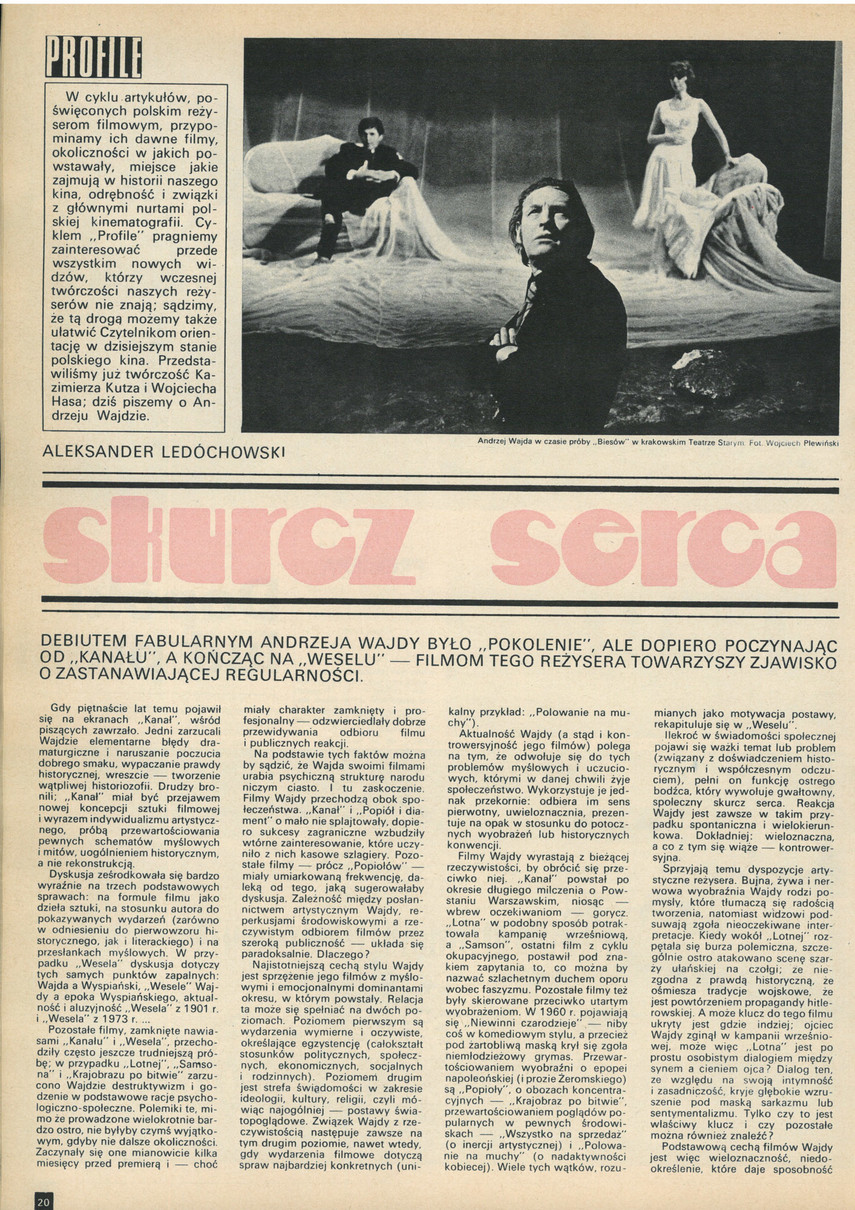 PROFILE
W cyklu artykułów, po-
święconych polskim reży-
serom filmowym, przypo-
minamy ich dawne filmy,
okoliczności w jakich po-
wstawały, miejsce jakie
zajmują w historii naszego
kina, odrębność i związki
z głównymi nurtami pol-
skiej kinematografii. Cy-
klem „Profile” pragniemy
zainteresować przede
wszystkim nowych wi-
dzów, którzy wczesnej
twórczości naszych reży-
serów nie znają; sądzimy,
że tą drogą możemy także
ułatwić Czytelnikom orien-
tację w dzisiejszym stanie
polskiego kina. Przedsta-
wiliśmy już twórczość Ka-
zimierza Kutza i Wojciecha
Hasa; dziś piszemy o An-
drzeju Wajdzie.
Andrzej Wajda w czasie próby „Biesów” w krakowskim Teatrze Starym. Fot. Wojciech Plewiński
ALEKSANDER LEDÓCHOWSKI
skurcz serca
DEBIUTEM FABULARNYM ANDRZEJA WAJDY BYŁO „POKOLENIE”, ALE DOPIERO POCZYNAJĄC
OD „KANAŁU”, A KOŃCZĄC NA „WESELU” — FILMOM TEGO REŻYSERA TOWARZYSZY ZJAWISKO
O ZASTANAWIAJĄCEJ REGULARNOŚCI.
Gdy piętnaście lat temu pojawił
się na ekranach „Kanał”, wśród
piszących zawrzało. Jedni zarzucali
Wajdzie elementarne błędy dra-
maturgiczne i naruszanie poczucia
dobrego smaku, wypaczanie prawdy
historycznej, wreszcie — tworzenie
wątpliwej historiozofii. Drudzy bro-
nili; „Kanał” miał być przejawem
nowej koncepcji sztuki filmowej
i wyrazem indywidualizmu artystycz-
nego, próbą przewartościowania
pewnych schematów myślowych
i mitów, uogólnieniem historycznym,
a nie rekonstrukcją.
Dyskusja ześrodkowała się bardzo
wyraźnie na trzech podstawowych
sprawach: na formule filmu jako
dzieła sztuki, na stosunku autora do
pokazywanych wydarzeń (zarówno
w odniesieniu do pierwowzoru hi-
storycznego, jak i literackiego) i na
przesłankach myślowych. W przy-
padku „Wesela” dyskusja dotyczy
tych samych punktów zapalnych:
Wajda a Wyspiański, „Wesele” Waj-
dy a epoka Wyspiańskiego, aktual-
ność i aluzyjność „Wesela” z 1901 r.
i „Wesela” z 1973 r. ...
Pozostałe filmy, zamknięte nawia-
sami „Kanału” i „Wesela”, przecho-
dziły często jeszcze trudniejszą pró-
bę; w przypadku „Lotnej”, „Samso-
na” i „Krajobrazu po bitwie” zarzu-
cono Wajdzie destruktywizm i go-
dzenie w podstawowe racje psycho-
logiczno-społeczne. Polemiki te, mi-
mo że prowadzone wielokrotnie bar-
dzo ostro, nie byłyby czymś wyjątko-
wym, gdyby nie dalsze okoliczności.
Zaczynały się one mianowicie kilka
miesięcy przed premierą i — choć
miały charakter zamknięty i pro-
fesjonalny — odzwierciedlały dobrze
przewidywania odbioru filmu
i publicznych reakcji.
Na podstawie tych faktów można
by sądzić, że Wajda swoimi filmami
urabia psychiczną strukturę narodu
niczym ciasto. I tu zaskoczenie.
Filmy Wajdy przechodzą obok spo-
łeczeństwa. „Kanał” i „Popiół i dia-
ment” o mało nie splajtowały, dopie-
ro sukcesy zagraniczne wzbudziły
wtórne zainteresowanie, które uczy-
niło z nich kasowe szlagiery. Pozo-
stałe filmy — prócz „Popiołów” —
miały umiarkowaną frekwencję, da-
leką od tego, jaką sugerowałaby
dyskusja. Zależność między posłan-
nictwem artystycznym Wajdy, re-
perkusjami środowiskowymi a rze-
czywistym odbiorem filmów przez
szeroką publiczność — układa się
paradoksalnie. Dlaczego?
Najistotniejszą cechą stylu Wajdy
jest sprzężenie jego filmów z myślo-
wymi i emocjonalnymi dominantami
okresu, w którym powstały. Relacja
ta może się spełniać na dwóch po-
ziomach. Poziomem pierwszym są
wydarzenia wymierne i oczywiste,
określające egzystencję (całokształt
stosunków politycznych, społecz-
nych, ekonomicznych, socjalnych
i rodzinnych). Poziomem drugim
jest strefa świadomości w zakresie
ideologii, kultury, religii, czyli mó-
wiąc najogólniej — postawy świa-
topoglądowe. Związek Wajdy z rze-
czywistością następuje zawsze na
tym drugim poziomie, nawet wtedy,
gdy wydarzenia filmowe dotyczą
spraw najbardziej konkretnych (uni-
kalny przykład: „Polowanie na mu-
chy”).
Aktualność Wajdy (a stąd i kon-
trowersyjność jego filmów) polega
na tym, że odwołuje się do tych
problemów myślowych i uczucio-
wych, którymi w danej chwili żyje
społeczeństwo. Wykorzystuje je jed-
nak przekornie: odbiera im sens
pierwotny, uwieloznacznia, prezen-
tuje na opak w stosunku do potocz-
nych wyobrażeń lub historycznych
konwencji.
Filmy Wajdy wyrastają z bieżącej
rzeczywistości, by obrócić się prze-
ciwko niej. „Kanał” powstał po
okresie długiego milczenia o Pow-
staniu Warszawskim, niosąc —
wbrew oczekiwaniom — gorycz.
„Lotna” w podobny sposób potrak-
towała kampanię wrześniową,
a „Samson”, ostatni film z cyklu
okupacyjnego, postawił pod zna-
kiem zapytania to, co można by
nazwać szlachetnym duchem oporu
wobec faszyzmu. Pozostałe filmy też
były skierowane przeciwko utartym
wyobrażeniom. W 1960 r. pojawiają
się „Niewinni czarodzieje” — niby
coś w komediowym stylu, a przecież
pod żartobliwą maską krył się zgoła
niemłodzieżowy grymas. Przewar-
tościowaniem wyobraźni o epopei
napoleońskiej (i prozie Żeromskiego)
są „Popioły”, o obozach koncentra-
cyjnych — „Krajobraz po bitwie”,
przewartościowaniem poglądów po-
pularnych w pewnych środowi-
skach — „Wszystko na sprzedaż”
(o inercji artystycznej) i „Polowa-
nie na muchy” (o nadaktywności
kobiecej). Wiele tych wątków, rozu-
mianych jako motywacja postawy,
rekapituluje się w „Weselu”.
Ilekroć w świadomości społecznej
pojawi się ważki temat lub problem
(związany z doświadczeniem histo-
rycznym i współczesnym odczu-
ciem), pełni on funkcję ostrego
bodźca, który wywołuje gwałtowny,
społeczny skurcz serca. Reakcja
Wajdy jest zawsze w takim przy-
padku spontaniczna i wielokierun-
kowa. Dokładniej: wieloznaczna,
a co z tym się wiąże — kontrower-
syjna.
Sprzyjają temu dyspozycje arty-
styczne reżysera. Bujna, żywa i ner-
wowa wyobraźnia Wajdy rodzi po-
mysły, które tłumaczą się radością
tworzenia, natomiast widzowi pod-
suwają zgoła nieoczekiwane inter-
pretacje. Kiedy wokół „Lotnej” roz-
pętała się burza polemiczna, szcze-
gólnie ostro atakowano scenę szar-
ży ułańskiej na czołgi; ze nie-
zgodna z prawdą historyczną, że
ośmiesza tradycje wojskowe, że
jest powtórzeniem propagandy hitle-
rowskiej. A może klucz do tego filmu
ukryty jest gdzie indziej; ojciec
Wajdy zginął w kampanii wrześnio-
wej, może więc „Lotna” jest po
prostu osobistym dialogiem między
synem a cieniem ojca? Dialog ten,
ze względu na swoją intymność
i zasadniczość, kryje głębokie wzru-
szenie pod maską sarkazmu lub
sentymentalizmu. Tylko czy to jest
właściwy klucz i czy pozostałe
można również znaleźć?
Podstawową cechą filmów Wajdy
jest więc wieloznaczność, niedo-
określenie, które daje sposobność
20